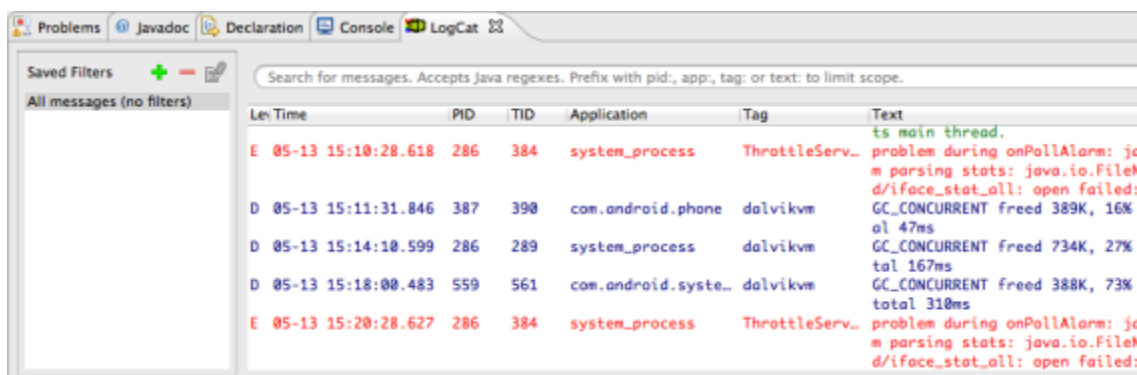 Problems @ Javadoc Declaration Console LogCat
Saved Filters
Search for messages. Accepts Java regexes. Prefix with pid:, app:, tag: or text: to limit scope.
All messages (no filters)
Lev Time PID TID Application Tag Text
ts main thread.
E 05-13 15:10:28.618 286 384 system_process ThrottleServ… problem during onPollAlarm: ja
m parsing stats: java.io.FileN
d/iface_stat_all: open failed:
D 05-13 15:11:31.846 387 390 com.android.phone dalvikvm GC_CONCURRENT freed 389K, 16%
al 47ms
D 05-13 15:14:10.599 286 289 system_process dalvikvm GC_CONCURRENT freed 734K, 27%
tal 167ms
D 05-13 15:18:00.483 559 561 com.android.syste… dalvikvm GC_CONCURRENT freed 388K, 73%
total 310ms
E 05-13 15:20:28.627 286 384 system_process ThrottleServ… problem during onPollAlarm: ja
m parsing stats: java.io.FileN
d/iface_stat_all: open failed: